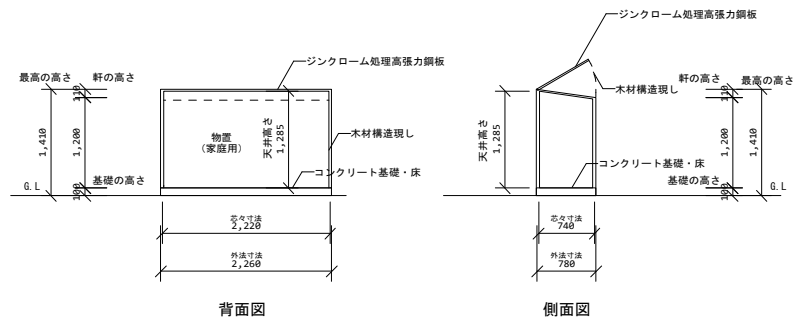 ジンクローム処理高張力鋼板
最高の高さ
軒の高さ
110
1,410
1,200
物置
（家庭用）
天井高さ
1,285
木材構造現し
コンクリート基礎・床
基礎の高さ
G.L
100
芯々寸法
2,220
外法寸法
2,260
背面図
ジンクローム処理高張力鋼板
軒の高さ
最高の高さ
木材構造現し
110
天井高さ
1,285
1,200
1,410
コンクリート基礎・床
基礎の高さ
100
G.L
芯々寸法
740
外法寸法
780
側面図